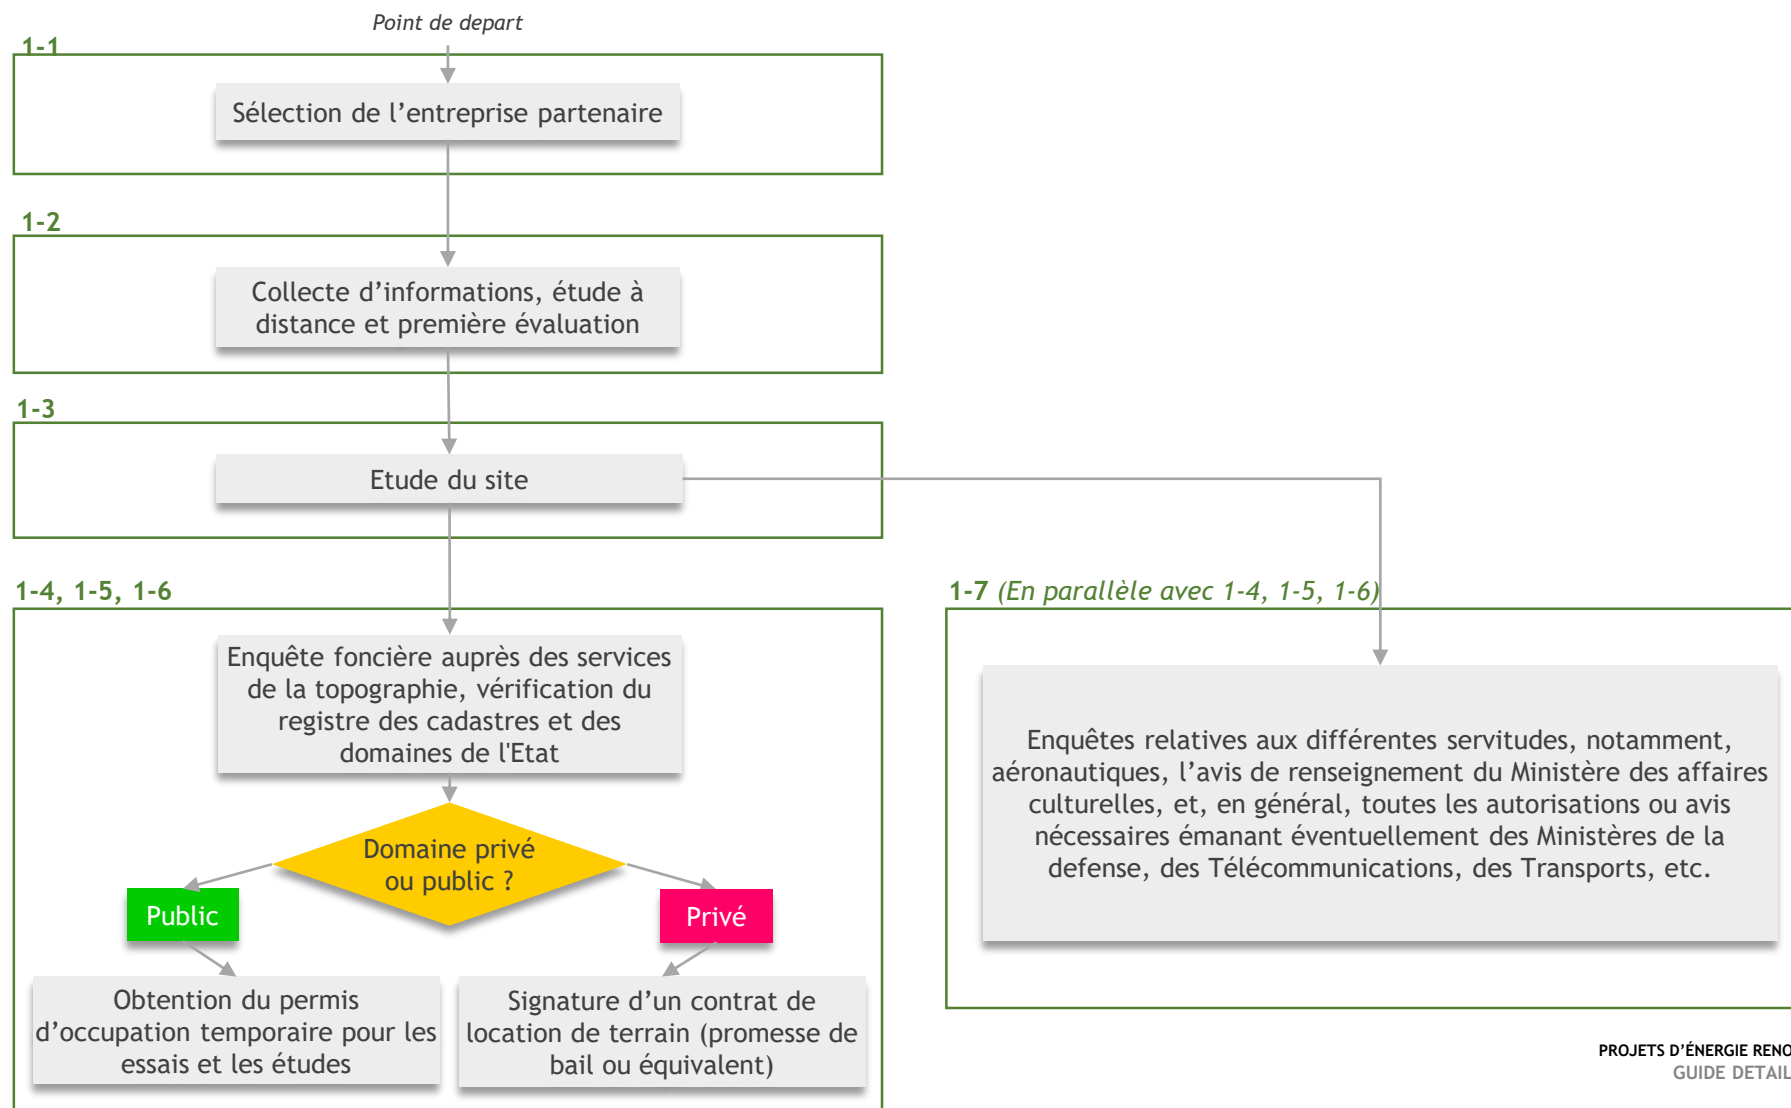 Point de depart
1-1
Sélection de l’entreprise partenaire
1-2
Collecte d’informations, étude à
distance et première évaluation
1-3
Etude du site
1-4, 1-5, 1-6
Enquête foncière auprès des services
de la topographie, vérification du
registre des cadastres et des
domaines de l'Etat
Domaine privé
ou public ?
Public
Privé
Obtention du permis
d’occupation temporaire pour les
essais et les études
Signature d’un contrat de
location de terrain (promesse de
bail ou équivalent)
1-7 (En parallèle avec 1-4, 1-5, 1-6)
Enquêtes relatives aux différentes servitudes, notamment,
aéronautiques, l’avis de renseignement du Ministère des affaires
culturelles, et, en général, toutes les autorisations ou avis
nécessaires émanant éventuellement des Ministères de la
defense, des Télécommunications, des Transports, etc.
PROJETS D’ÉNERGIE RENO
GUIDE DETAIL